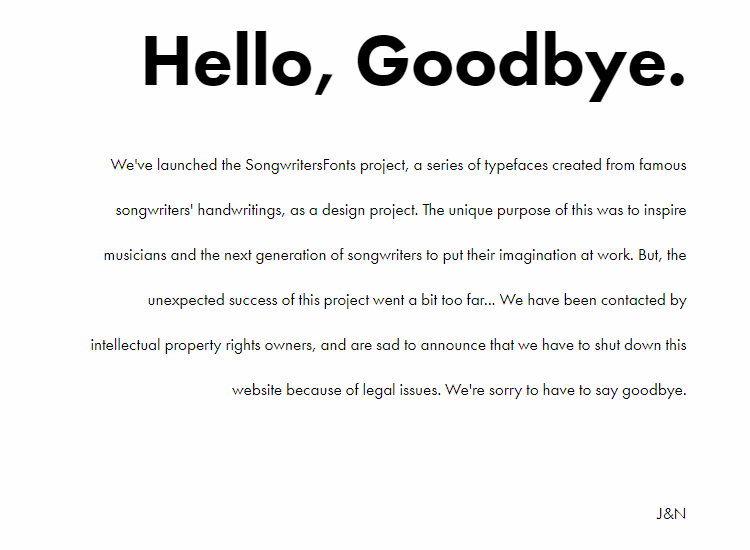 Hello, Goodbye.
We've launched the SongwritersFonts project, a series of typefaces created from famous
songwriters' handwritings, as a design project. The unique purpose of this was to inspire
musicians and the next generation of songwriters to put their imagination at work. But, the
unexpected success of this project went a bit too far... We have been contacted by
intellectual property rights owners, and are sad to announce that we have to shut down this
website because of legal issues. We're sorry to have to say goodbye.
J&N